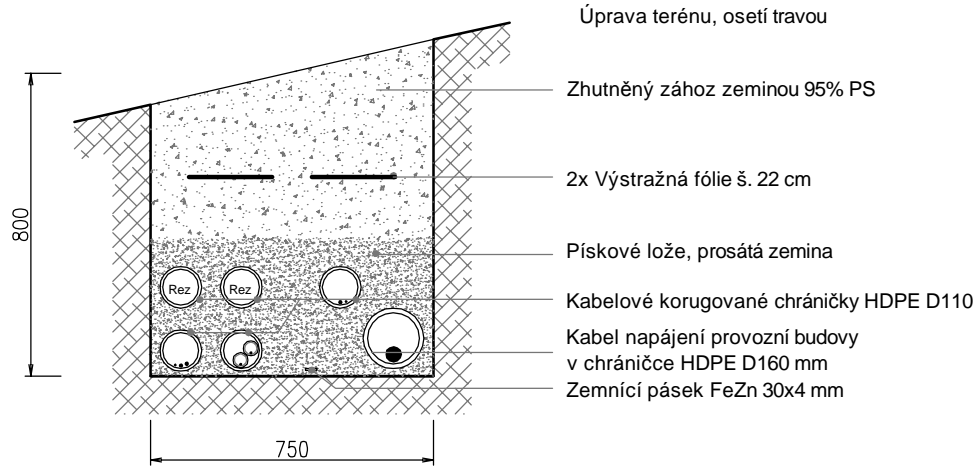 Úprava terénu, osetí travou
Zhutněný zához zeminou 95% PS
2x Výstražná fólie š. 22 cm
800
Pískové lože, prosátá zemina
Rez
Rez
Kabelové korugované chráničky HDPE D110
Kabel napájení provozní budovy
v chráničce HDPE D160 mm
Zemnící pásek FeZn 30x4 mm
750